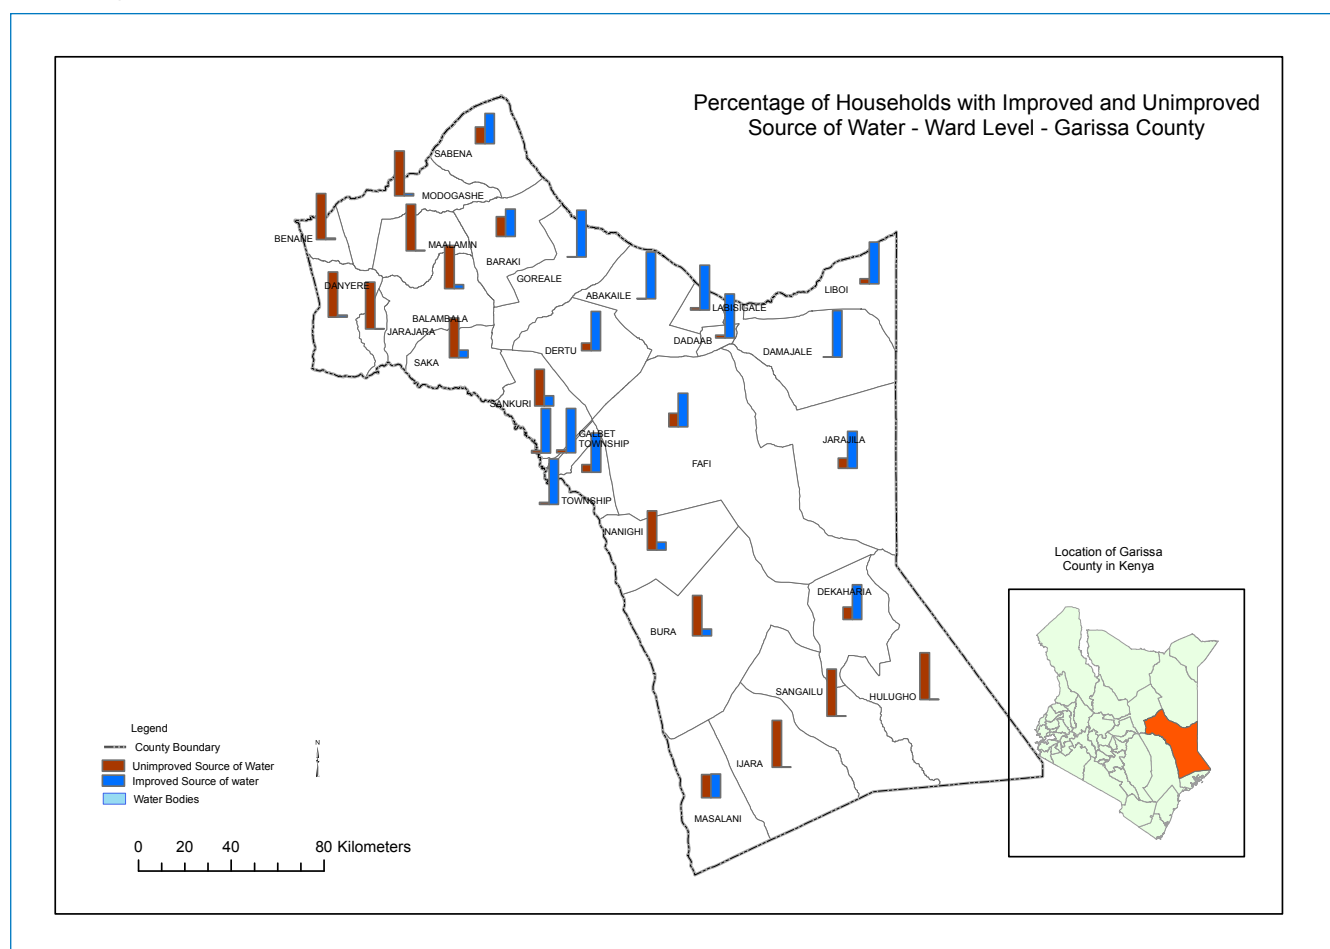 Percentage of Households with Improved and Unimproved
Source of Water - Ward Level - Garissa County
SABENA
MODOGASHE
BENANE
MAALAMIN
BARAKI
GOREALE
DANYERE
ABAKAILE
LIBOI
LABISIGALE
BALAMBALA
JARAJARA
DADAAB
DERTU
DAMAJALE
SAKA
SANKURI
GALBET
TOWNSHIP
JARAJILA
FAFI
TOWNSHIP
NANIGHI
Location of Garissa
County in Kenya
DEKAHARIA
BURA
SANGAILU
HULUGHO
IJARA
MASALANI
Legend
County Boundary
Unimproved Source of Water
Improved Source of water
Water Bodies
N
0 20 40 80 Kilometers